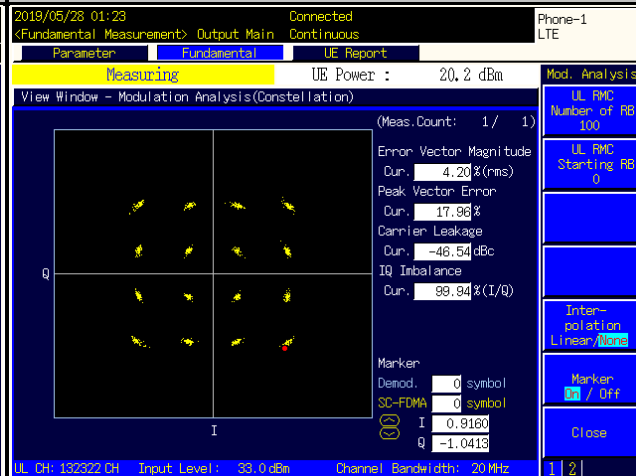 2019/05/28 01:23 Connected Phone-1
<Fundamental Measurement> Output Main Continuous LTE
Parameter Fundamental UE Report
Measuring UE Power : 20.2 dBm Mod. Analysis
View Window - Modulation Analysis(Constellation)
UL RMC
Number of RB
100
(Meas.Count: 1/ 1)
Error Vector Magnitude
Cur. 4.20 %(rms)
Peak Vector Error
Cur. 17.96 %
Carrier Leakage
Cur. -46.54 dBc
IQ Imbalance
Cur. 99.94 %(I/Q)
UL RMC
Starting RB
0
Q
I
Inter-
polation
Linear/None
Marker
Demod. 0 symbol
SC-FDMA 0 symbol
I 0.9160
Q -1.0413
Marker
On / Off
Close
UL CH: 132322 CH Input Level: 33.0 dBm Channel Bandwidth: 20 MHz 1 2